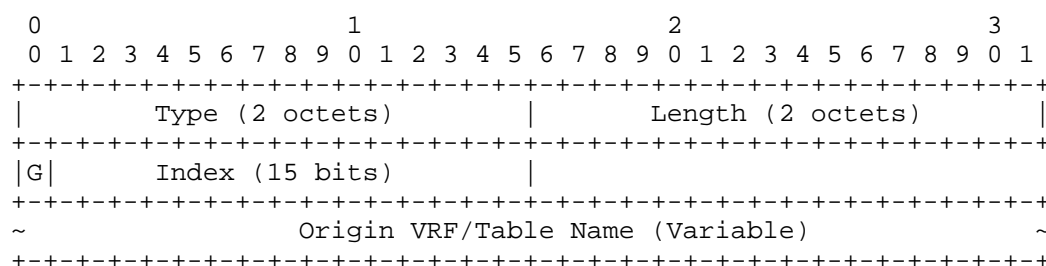 0                   1                   2                   3
 0 1 2 3 4 5 6 7 8 9 0 1 2 3 4 5 6 7 8 9 0 1 2 3 4 5 6 7 8 9 0 1
+-+-+-+-+-+-+-+-+-+-+-+-+-+-+-+-+-+-+-+-+-+-+-+-+-+-+-+-+-+-+-+-+
|        Type (2 octets)        |       Length (2 octets)       |
+-+-+-+-+-+-+-+-+-+-+-+-+-+-+-+-+-+-+-+-+-+-+-+-+-+-+-+-+-+-+-+-+
|G|      Index (15 bits)        |
+-+-+-+-+-+-+-+-+-+-+-+-+-+-+-+-+-+-+-+-+-+-+-+-+-+-+-+-+-+-+-+-+
~                 Origin VRF/Table Name (Variable)              ~
+-+-+-+-+-+-+-+-+-+-+-+-+-+-+-+-+-+-+-+-+-+-+-+-+-+-+-+-+-+-+-+-+